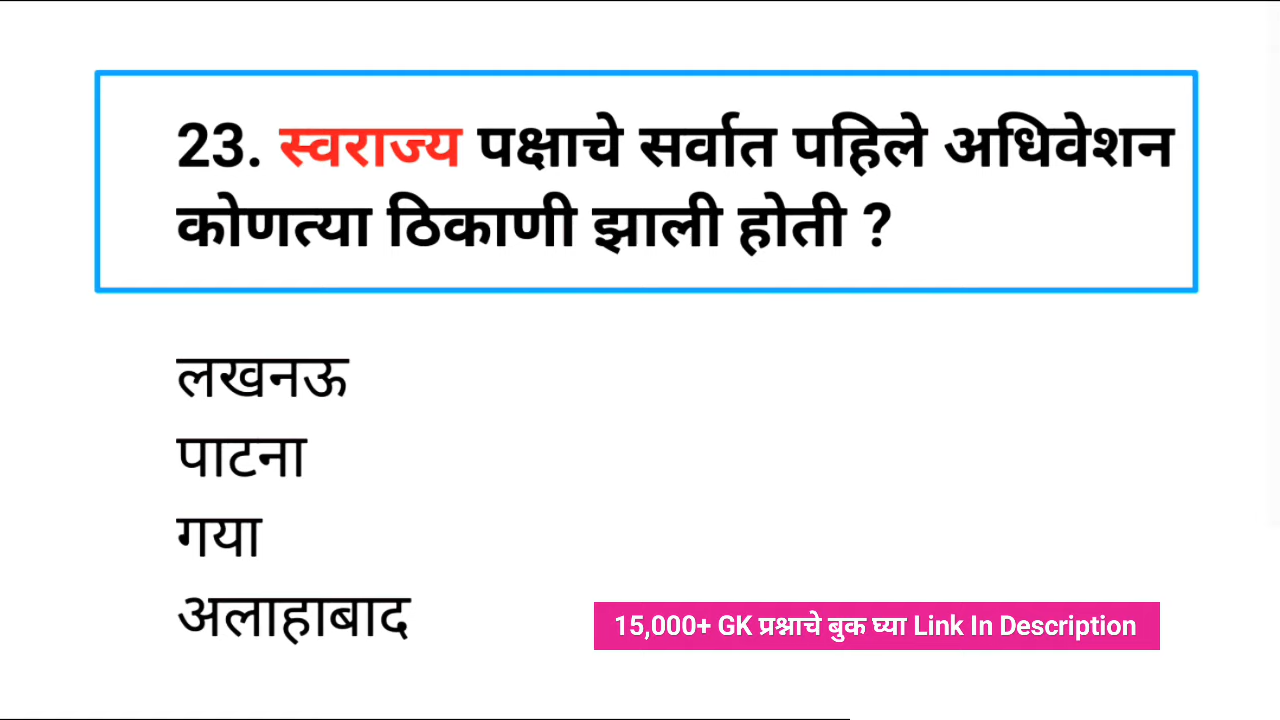 23. स्वराज्य पक्षाचे सर्वात पहिले अधिवेशन
कोणत्या ठिकाणी झाली होती ?
लखनऊ
पाटना
गया
अलाहाबाद
15,000+ GK प्रश्नाचे बुक घ्या Link In Description